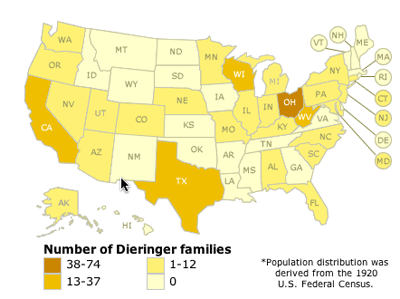 WA
MT
ND
MN
OR
ID
WY
SD
WI
MI
NY
VT
NH
ME
MA
RI
CT
NJ
DE
MD
NV
UT
CO
NE
IA
IL
IN
OH
PA
CA
AZ
NM
KS
MO
KY
WV
VA
NC
TN
OK
AR
SC
TX
LA
MS
AL
GA
FL
AK
HI
Number of Dieringer families
38-74
1-12
13-37
0
*Population distribution was
derived from the 1920
U.S. Federal Census.